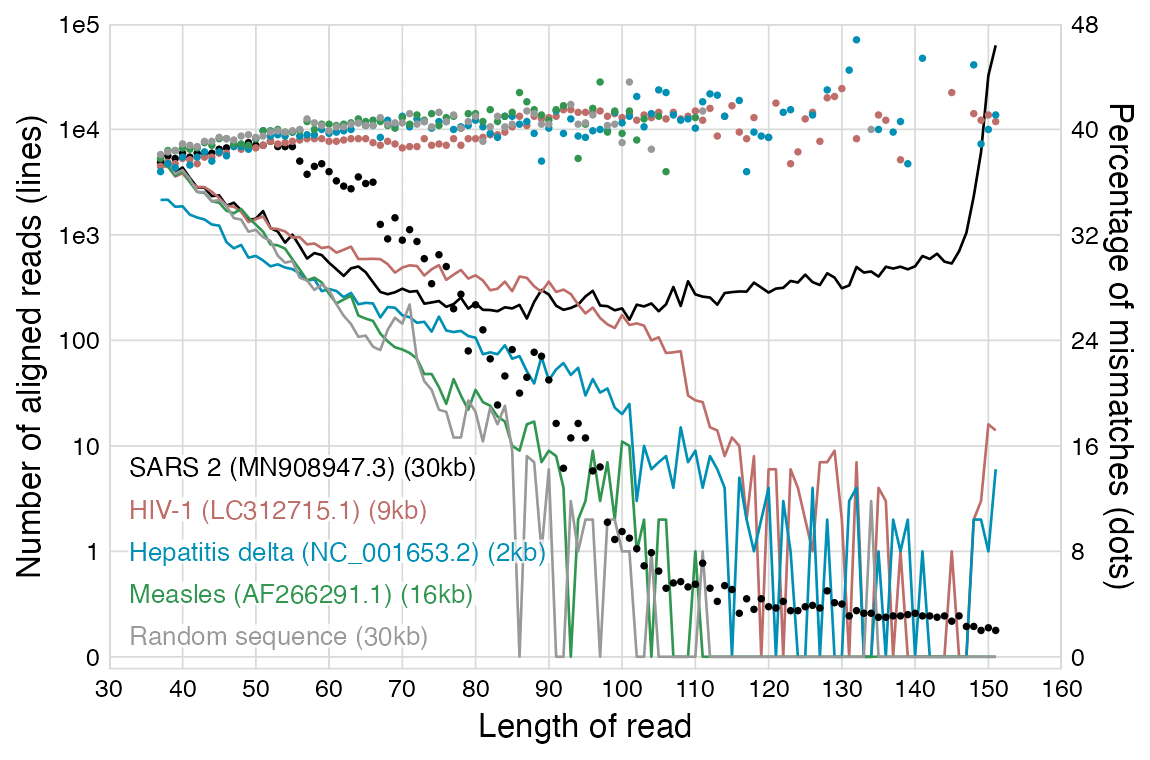 1e5
1e4
1e3
100
10
1
0
48
40
32
24
16
8
0
Number of aligned reads (lines)
Percentage of mismatches (dots)
SARS 2 (MN908947.3) (30kb)
HIV-1 (LC312715.1) (9kb)
Hepatitis delta (NC_001653.2) (2kb)
Measles (AF266291.1) (16kb)
Random sequence (30kb)
30 40 50 60 70 80 90 100 110 120 130 140 150 160
Length of read